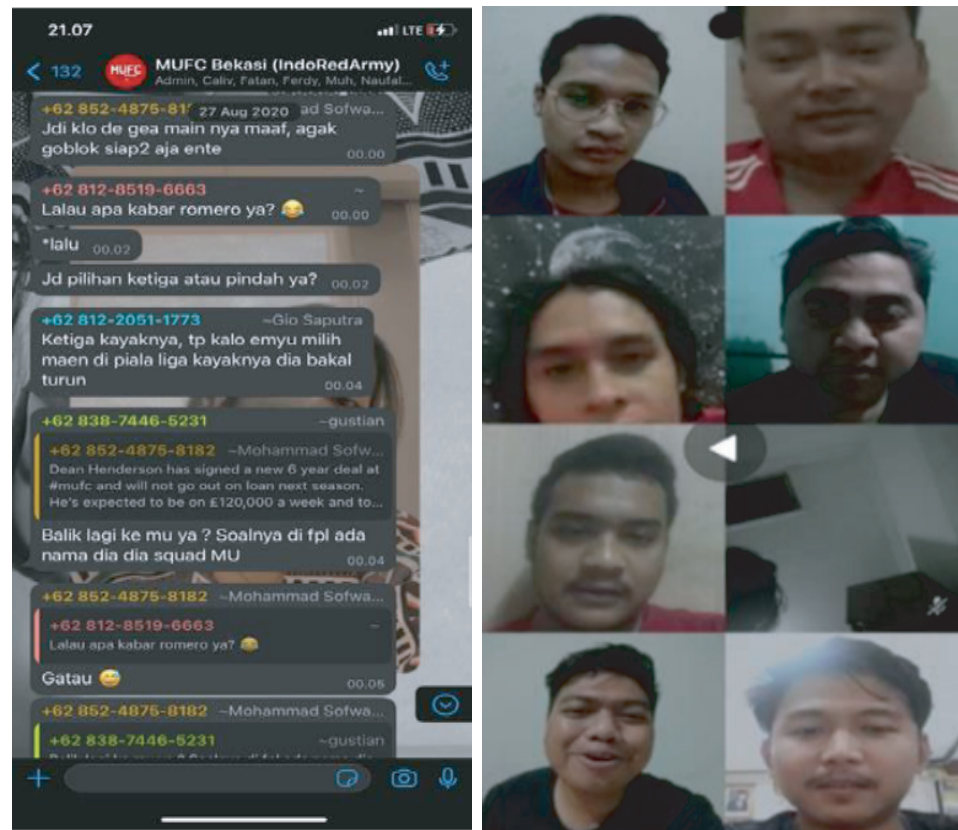 21.07
LTE
132
MUFC
MUFC Bekasi (IndoRedArmy)
Admin, Caliv, Fatan, Ferdy, Muh, Naufal...
+62 852-4875-81
27 Aug 2020
ad Sofwa...
Jdi klo de gea main nya maaf, agak
goblok siap2 aja ente
00.00
+62 812-8519-6663 ~
Lalau apa kabar romero ya? 😂
00.00
*lalu 00.02
Jd pilihan ketiga atau pindah ya? 00.02
+62 812-2051-1773 ~Gio Saputra
Ketiga kayaknya, tp kalo emyu milih
maen di piala liga kayaknya dia bakal
turun
00.04
+62 838-7446-5231 ~gustian
+62 852-4875-8182 ~Mohammad Sofw...
Dean Henderson has signed a new 6 year deal at
#mufc and will not go out on loan next season.
He's expected to be on £120,000 a week and to...
Balik lagi ke mu ya ? Soalnya di fpl ada
nama dia dia squad MU
00.04
+62 852-4875-8182 ~Mohammad Sofwa...
+62 812-8519-6663 ~
Lalau apa kabar romero ya? 😂
Gatau 😅
00.05
+62 852-4875-8182 ~Mohammad Sofwa...
+62 838-7446-5231 ~gustian